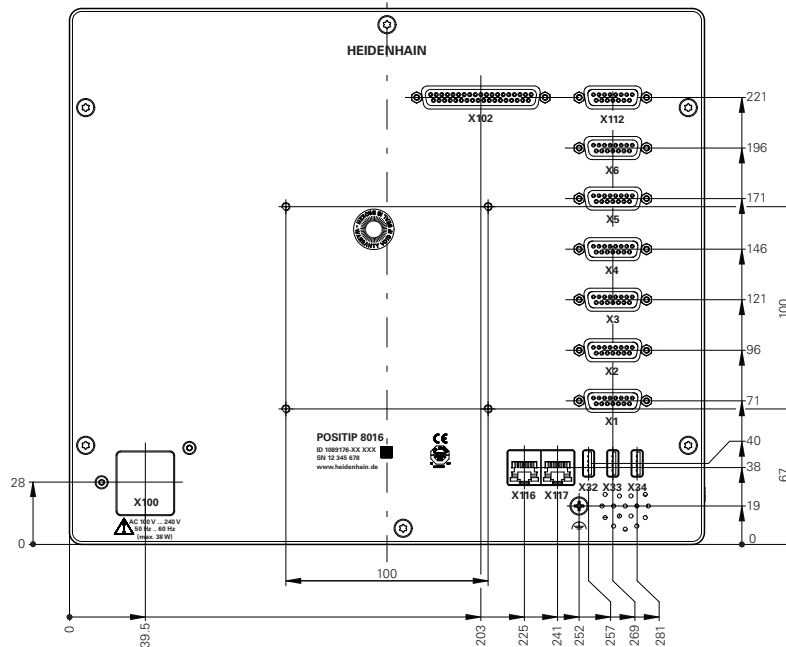 HEIDENHAIN
X102
X112
221
X6
196
X5
171
X4
146
X3
121
100
X2
96
X1
71
POSITIP 8016
ID 1089176-XX XXX
SN 12 345 678
www.heidenhain.de
CE
40
38
67
X116
X117
X32
X33
X34
28
X100
19
AC 100 V ... 240 V
50 Hz ... 60 Hz
(max. 38 W)
0
0
100
0
39.5
203
225
241
252
257
269
281